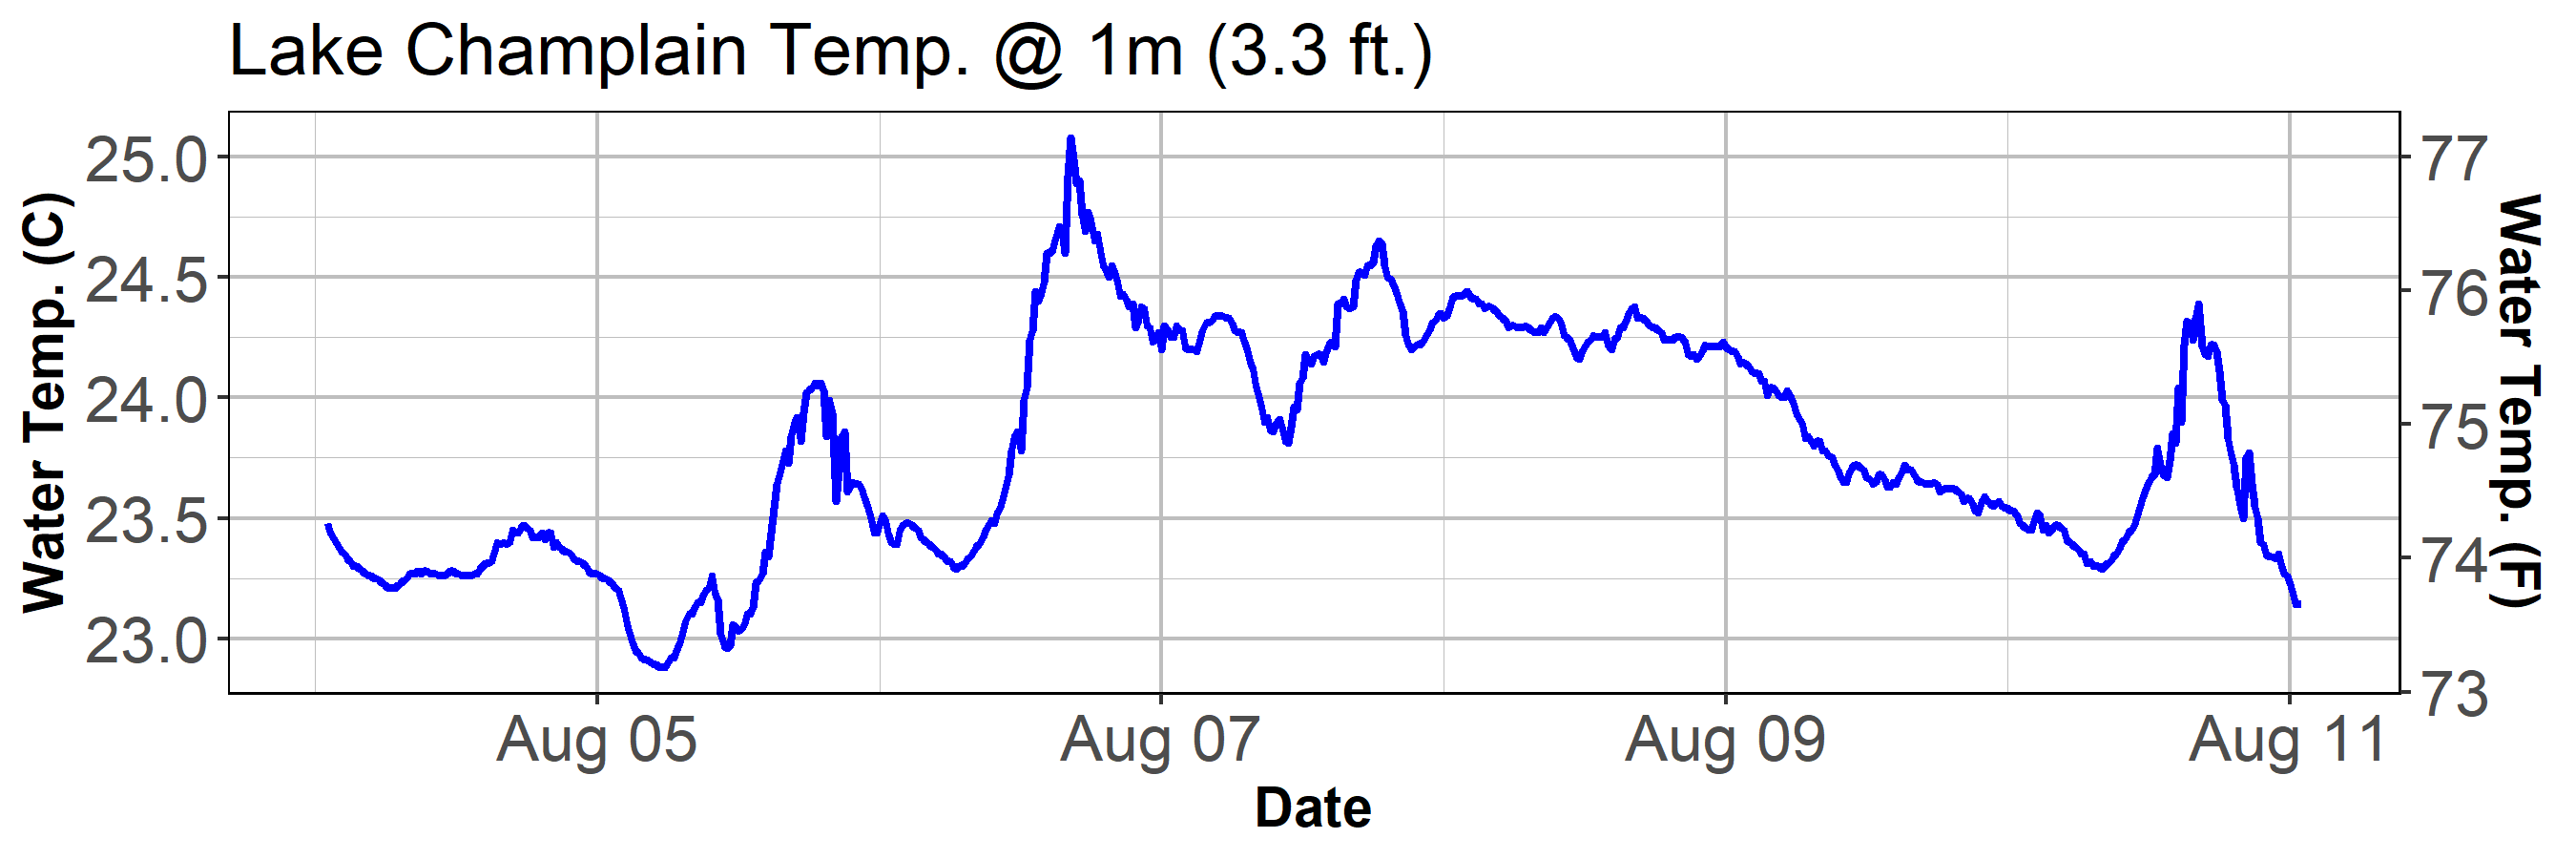 Lake Champlain Temp. @ 1m (3.3 ft.)
Water Temp. (C)
25.0
24.5
24.0
23.5
23.0
77
76
75
74
73
Water Temp. (F)
Aug 05 Aug 07 Aug 09 Aug 11
Date